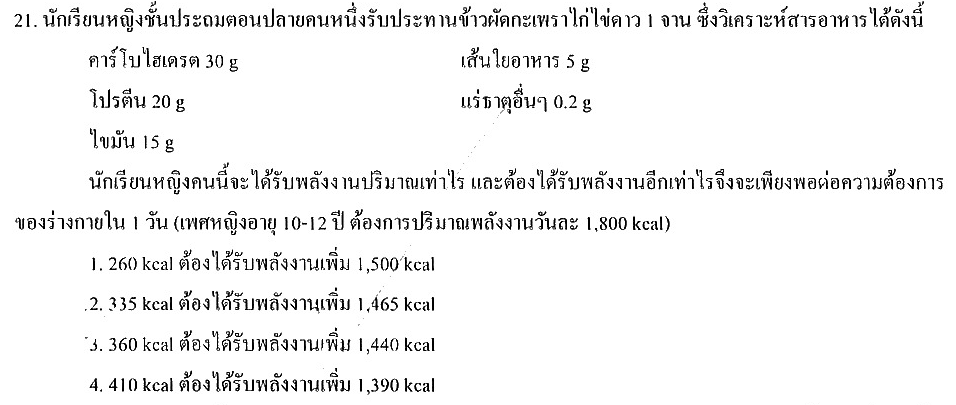 21. นักเรียนหญิงชั้นประถมตอนปลายคนหนึ่งรับประทานข้าวผัดกะเพราไก่ไข่ดาว 1 จาน ซึ่งวิเคราะห์สารอาหารได้ดังนี้
คาร์โบไฮเดรต 30 g เส้นใยอาหาร 5 g
โปรตีน 20 g แร่ธาตุอื่นๆ 0.2 g
ไขมัน 15 g
นักเรียนหญิงคนนี้จะได้รับพลังงานปริมาณเท่าไร และต้องได้รับพลังงานอีกเท่าไรจึงจะเพียงพอต่อความต้องการ
ของร่างกายใน 1 วัน (เพศหญิงอายุ 10-12 ปี ต้องการปริมาณพลังงานวันละ 1,800 kcal)
1. 260 kcal ต้องได้รับพลังงานเพิ่ม 1,500 kcal
2. 335 kcal ต้องได้รับพลังงานเพิ่ม 1,465 kcal
3. 360 kcal ต้องได้รับพลังงานเพิ่ม 1,440 kcal
4. 410 kcal ต้องได้รับพลังงานเพิ่ม 1,390 kcal